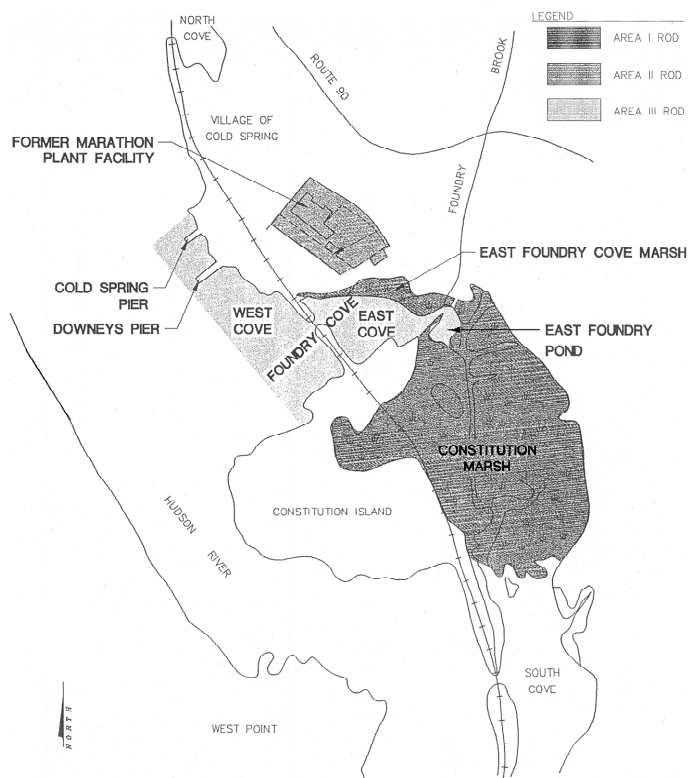 NORTH
COVE
LEGEND
AREA I ROD
AREA II ROD
AREA III ROD
ROUTE 9D
BROOK
VILLAGE OF
COLD SPRING
FORMER MARATHON
PLANT FACILITY
FOUNDRY
EAST FOUNDRY COVE MARSH
COLD SPRING
PIER
DOWNEYS PIER
WEST
COVE
FOUNDRY COVE
EAST
COVE
EAST FOUNDRY
POND
CONSTITUTION
MARSH
CONSTITUTION ISLAND
HUDSON
RIVER
SOUTH
COVE
WEST POINT
NORTH